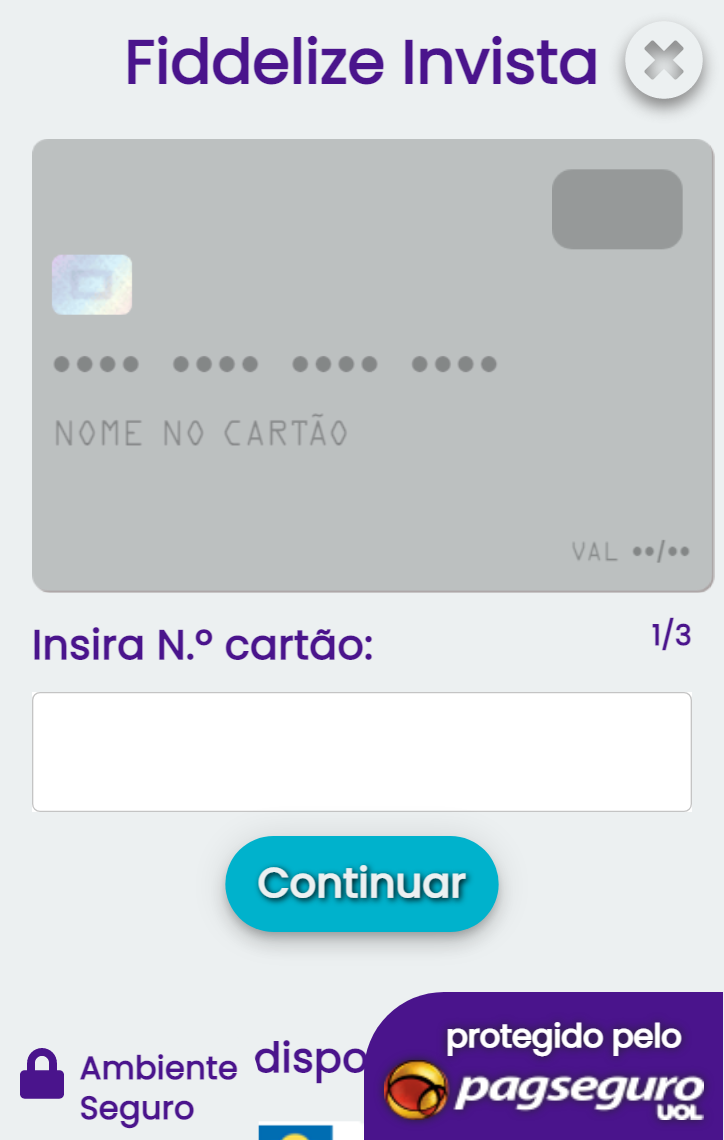 Fiddelize Invista
NOME NO CARTÃO
VAL ••/••
Insira N.º cartão:
1/3
Continuar
Ambiente
Seguro
dispo
protegido pelo
pagseguro
UOL